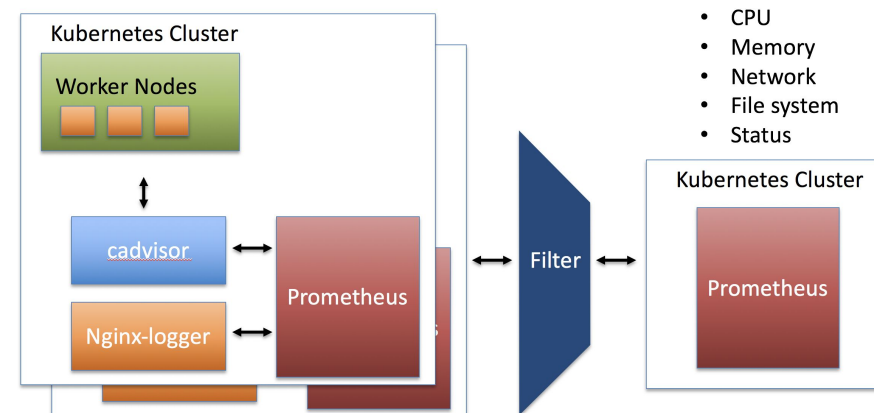 Kubernetes Cluster
Worker Nodes
cadvisor
Nginx-logger
Prometheus
s
Filter
• CPU
• Memory
• Network
• File system
• Status
Kubernetes Cluster
Prometheus